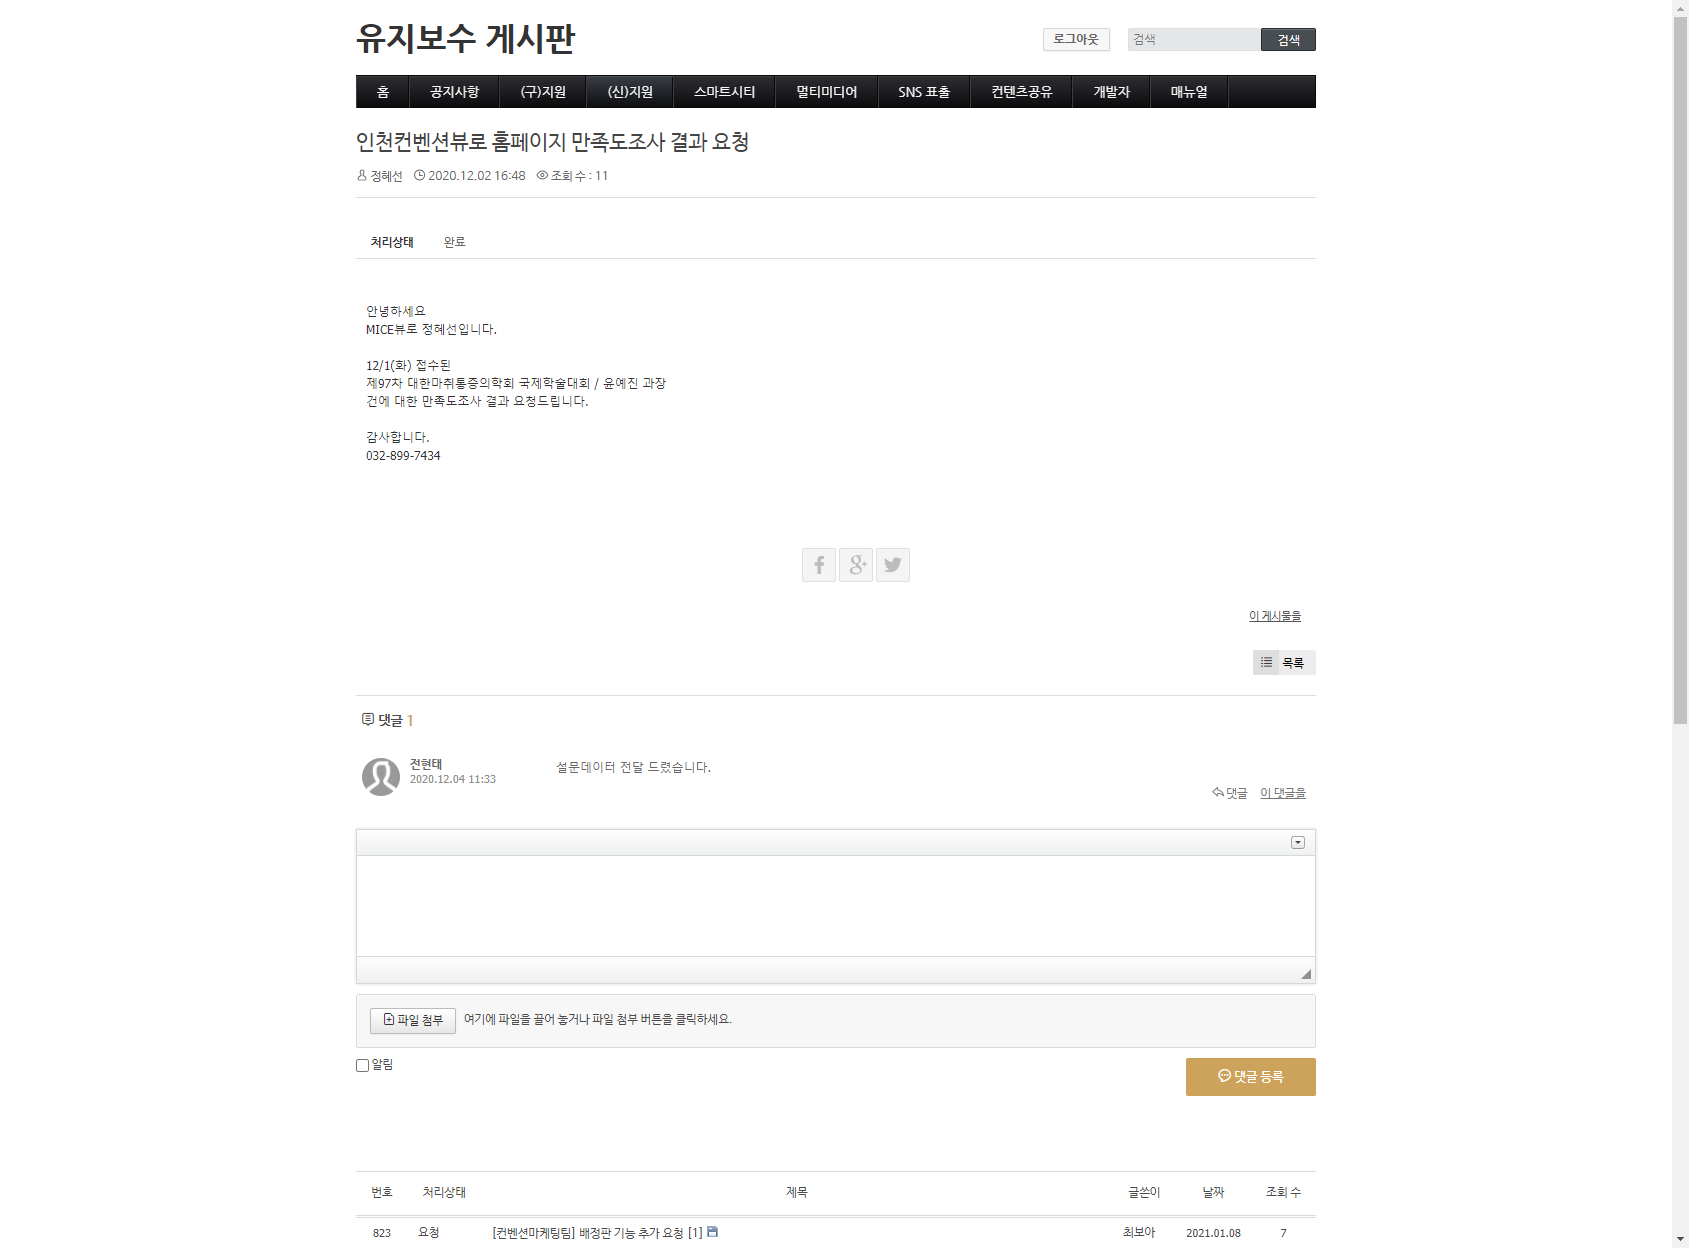 유지보수 게시판
로그아웃
검색
검색
홈 공지사항 (구)지원 (신)지원 스마트시티 멀티미디어 SNS 표출 컨텐츠공유 개발자 매뉴얼
인천컨벤션뷰로 홈페이지 만족도조사 결과 요청
정혜선 2020.12.02 16:48 조회 수 : 11
처리상태 완료
안녕하세요
MICE뷰로 정혜선입니다.
12/1(화) 접수된
제97차 대한마취통증의학회 국제학술대회 / 윤예진 과장
건에 대한 만족도조사 결과 요청드립니다.
감사합니다.
032-899-7434
이 게시물을
목록
댓글 1
전현태
설문데이터 전달 드렸습니다.
2020.12.04 11:33
댓글 이 댓글을
파일 첨부 여기에 파일을 끌어 놓거나 파일 첨부 버튼을 클릭하세요.
알림
댓글 등록
번호 처리상태 제목 글쓴이 날짜 조회 수
823 요청 [컨벤션마케팅팀] 배정판 기능 추가 요청 [1] 최보아 2021.01.08 7